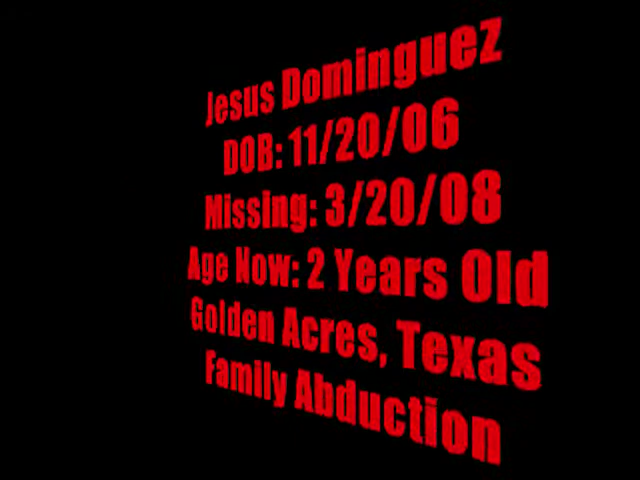 Jesus Dominguez
DOB: 11/20/06
Missing: 3/20/08
Age Now: 2 Years Old
Golden Acres, Texas
Family Abduction